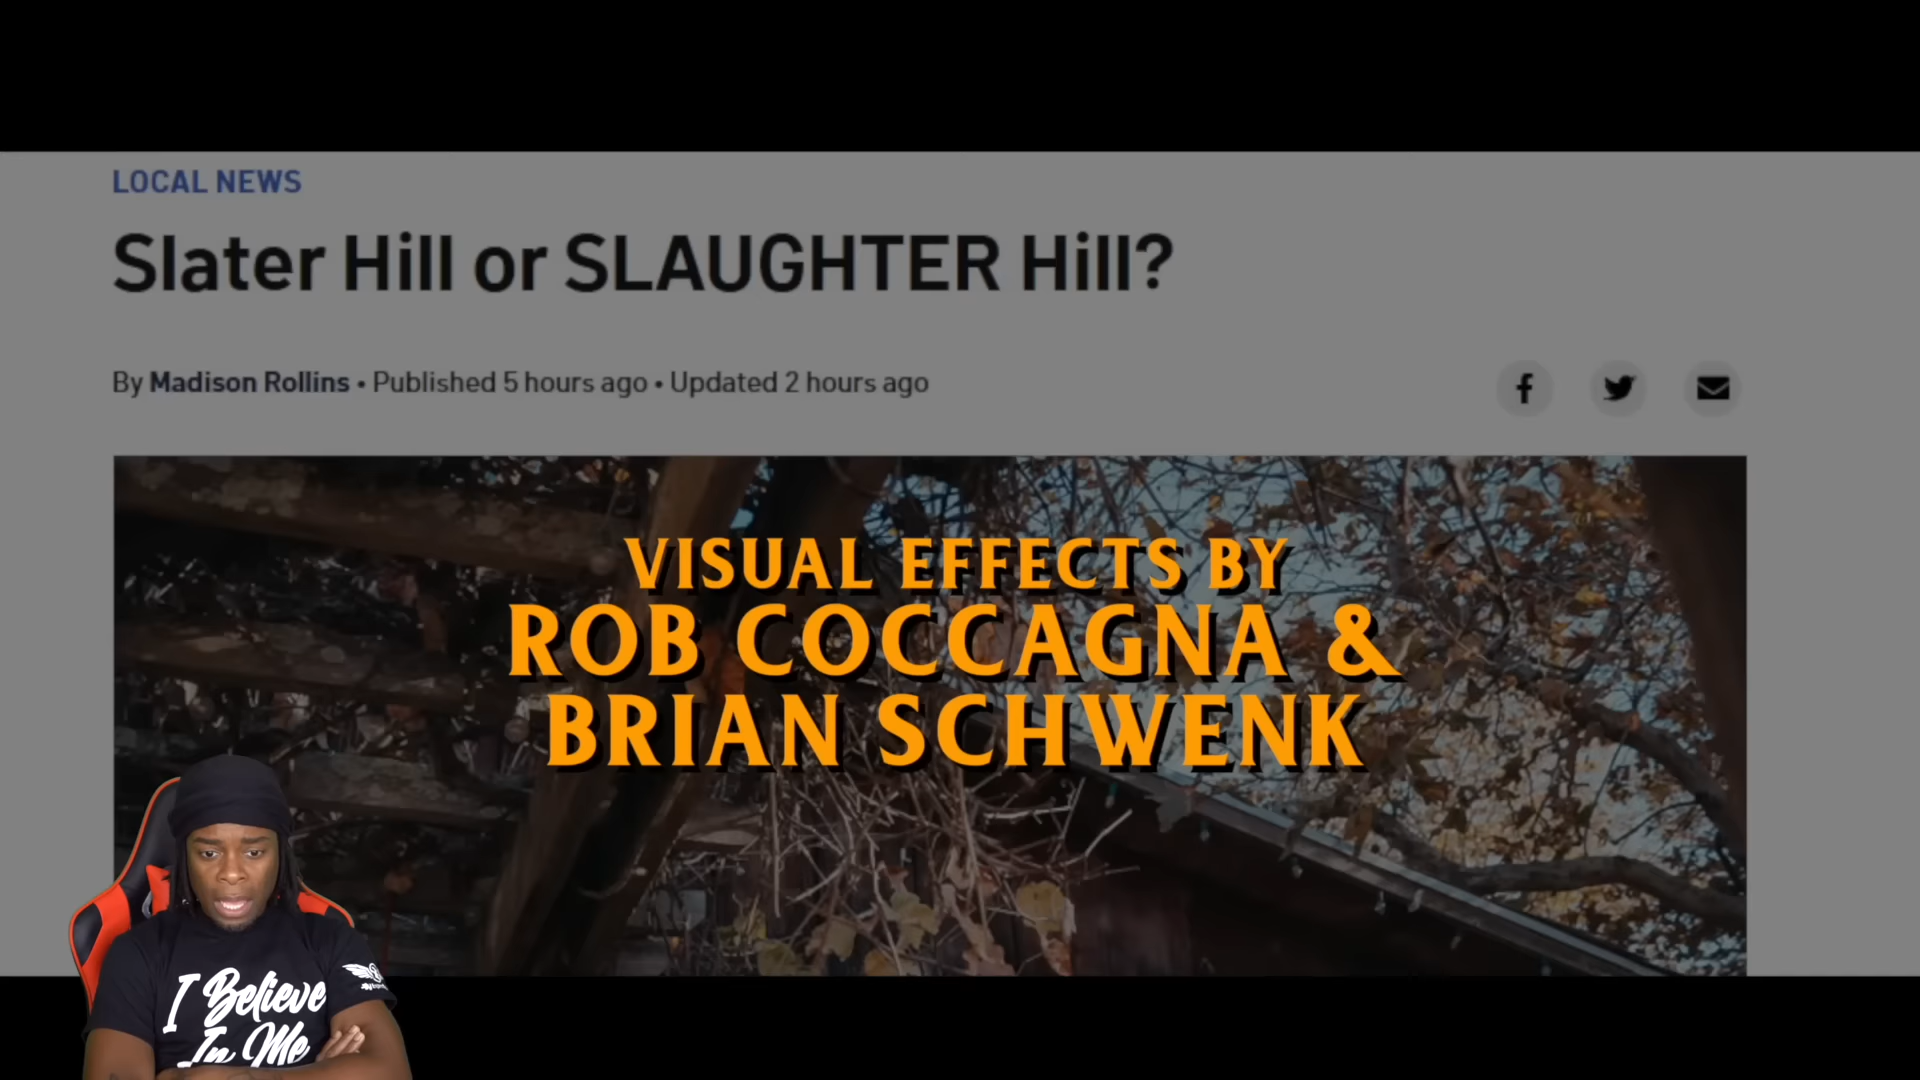 LOCAL NEWS
Slater Hill or SLAUGHTER Hill?
By Madison Rollins • Published 5 hours ago • Updated 2 hours ago
VISUAL EFFECTS BY
ROB COCCAGNA &
BRIAN SCHWENK
I Believe
In Me